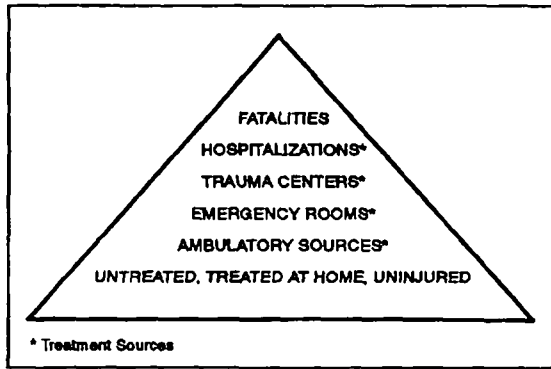 FATALITIES
HOSPITALIZATIONS*
TRAUMA CENTERS*
EMERGENCY ROOMS*
AMBULATORY SOURCES*
UNTREATED, TREATED AT HOME, UNINJURED
* Treatment Sources